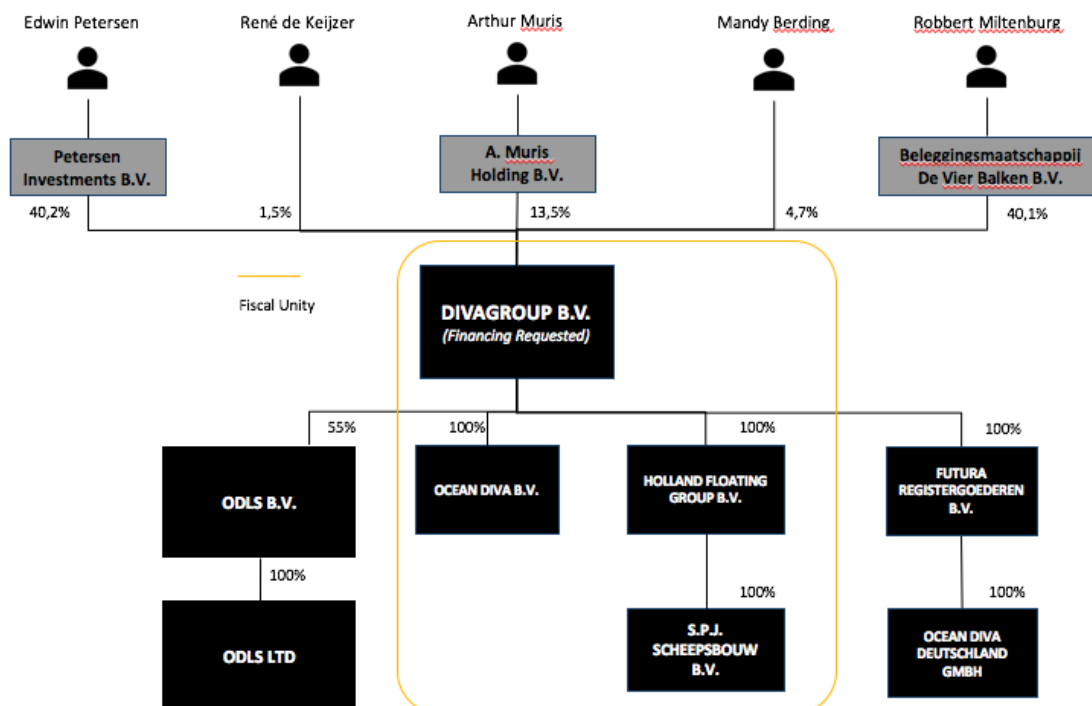 Edwin Petersen
René de Keijzer
Arthur Muris
Mandy Berding
Robbert Miltenburg
Petersen
Investments B.V.
A. Muris
Holding B.V.
Beleggingsmaatschappij
De Vier Balken B.V.
40,2%
1,5%
13,5%
4,7%
40,1%
Fiscal Unity
DIVAGROUP B.V.
(Financing Requested)
55%
100%
100%
100%
ODLS B.V.
OCEAN DIVA B.V.
HOLLAND FLOATING
GROUP B.V.
FUTURA
REGISTERGOEDEREN
B.V.
100%
100%
100%
ODLS LTD
S.P.J.
SCHEEPSBOUW
B.V.
OCEAN DIVA
DEUTSCHLAND
GMBH